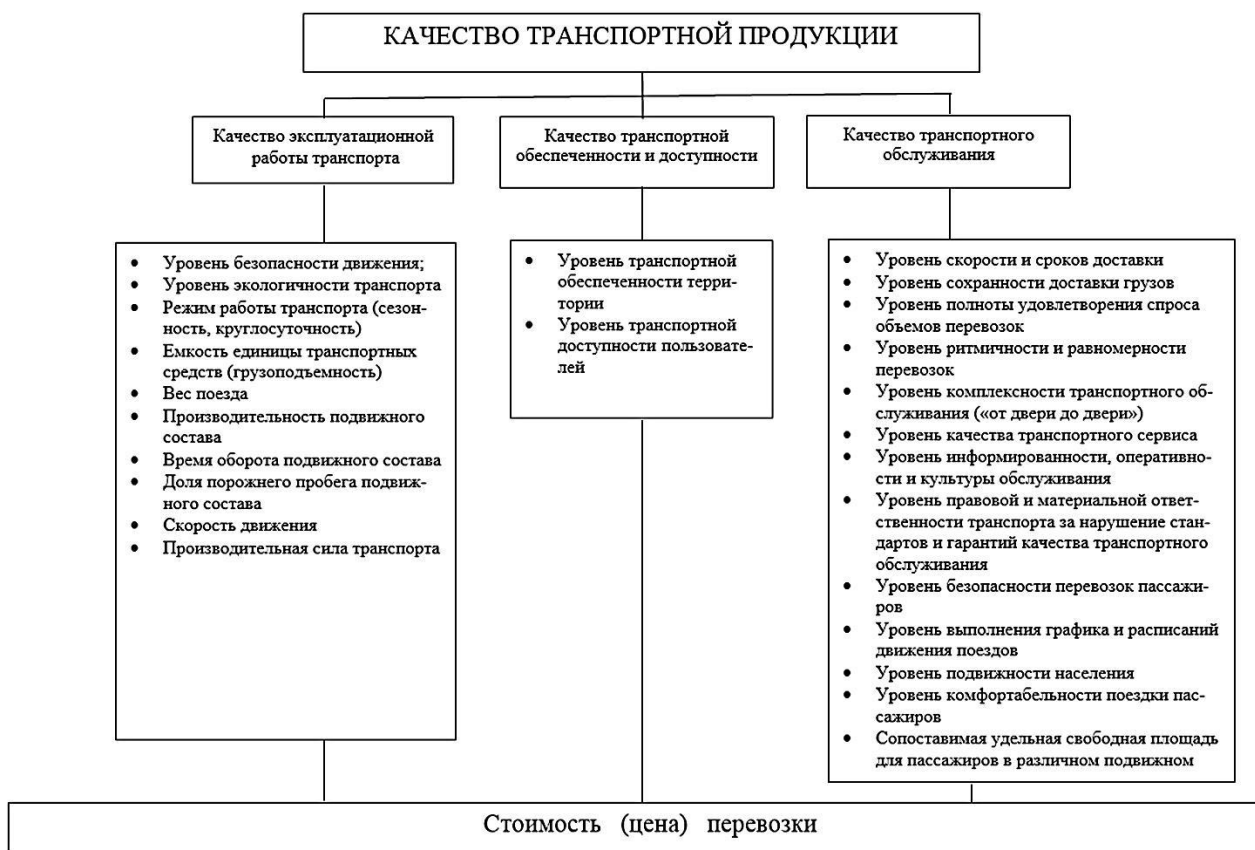 КАЧЕСТВО ТРАНСПОРТНОЙ ПРОДУКЦИИ
Качество эксплуатационной
работы транспорта
Качество транспортной
обеспеченности и доступности
Качество транспортного
обслуживания
• Уровень безопасности движения;
• Уровень экологичности транспорта
• Режим работы транспорта (сезон-
ность, круглосуточность)
• Емкость единицы транспортных
средств (грузоподъемность)
• Вес поезда
• Производительность подвижного
состава
• Время оборота подвижного состава
• Доля порожнего пробега подвиж-
ного состава
• Скорость движения
• Производительная сила транспорта
• Уровень транспортной
обеспеченности терри-
тории
• Уровень транспортной
доступности пользовате-
лей
• Уровень скорости и сроков доставки
• Уровень сохранности доставки грузов
• Уровень полноты удовлетворения спроса
объемов перевозок
• Уровень ритмичности и равномерности
перевозок
• Уровень комплексности транспортного об-
служивания («от двери до двери»)
• Уровень качества транспортного сервиса
• Уровень информированности, оперативно-
сти и культуры обслуживания
• Уровень правовой и материальной ответ-
ственности транспорта за нарушение стан-
дартов и гарантий качества транспортного
обслуживания
• Уровень безопасности перевозок пассажи-
ров
• Уровень выполнения графика и расписаний
движения поездов
• Уровень подвижности населения
• Уровень комфортабельности поездки пас-
сажиров
• Сопоставимая удельная свободная площадь
для пассажиров в различном подвижном
Стоимость (цена) перевозки